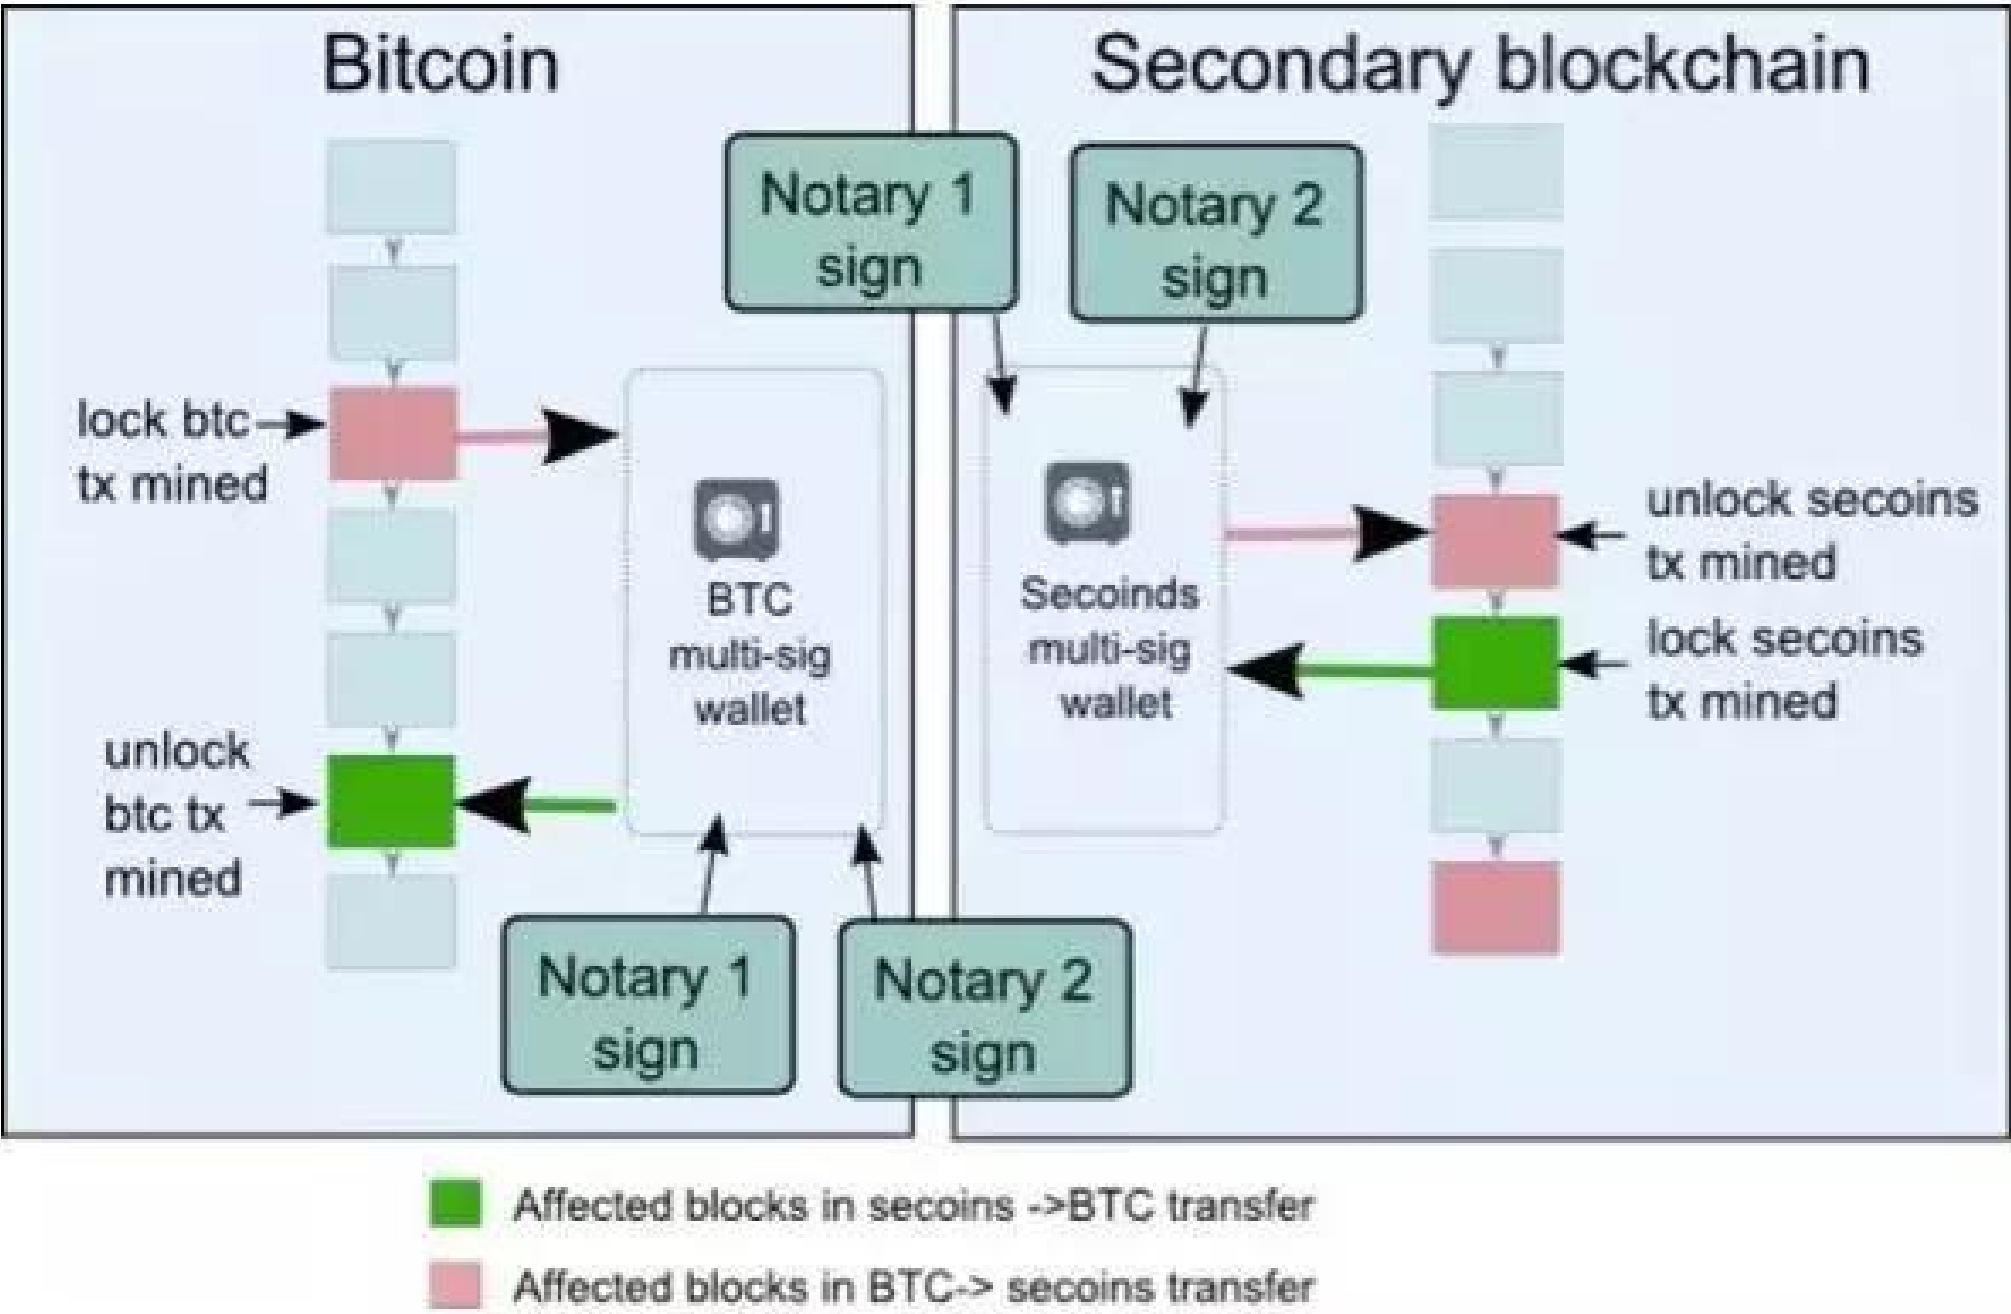 Bitcoin
Secondary blockchain
Notary 1
sign
Notary 2
sign
lock btc
tx mined
BTC
multi-sig
wallet
Secoinds
multi-sig
wallet
unlock secoins
tx mined
lock secoins
tx mined
unlock
btc tx
mined
Notary 1
sign
Notary 2
sign
Affected blocks in secoins ->BTC transfer
Affected blocks in BTC-> secoins transfer